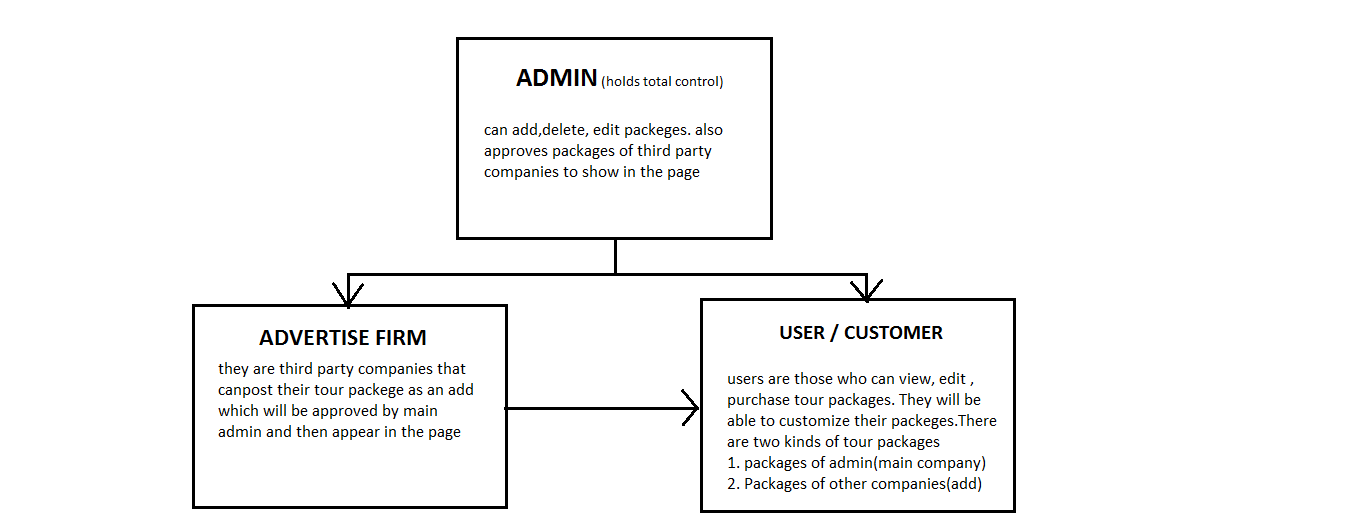 ADMIN (holds total control)
can add,delete, edit packeges. also
approves packages of third party
companies to show in the page
ADVERTISE FIRM
they are third party companies that
canpost their tour packege as an add
which will be approved by main
admin and then appear in the page
USER / CUSTOMER
users are those who can view, edit ,
purchase tour packages. They will be
able to customize their packeges.There
are two kinds of tour packages
1. packages of admin(main company)
2. Packages of other companies(add)